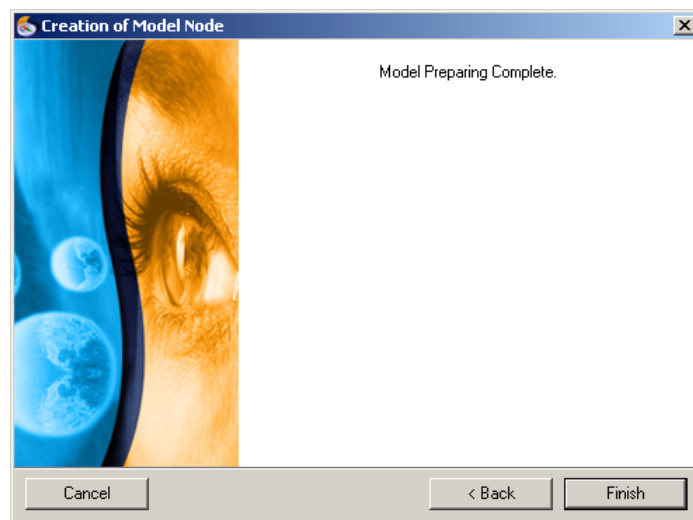 Creation of Model Node
Model Preparing Complete.
Cancel
< Back
Finish